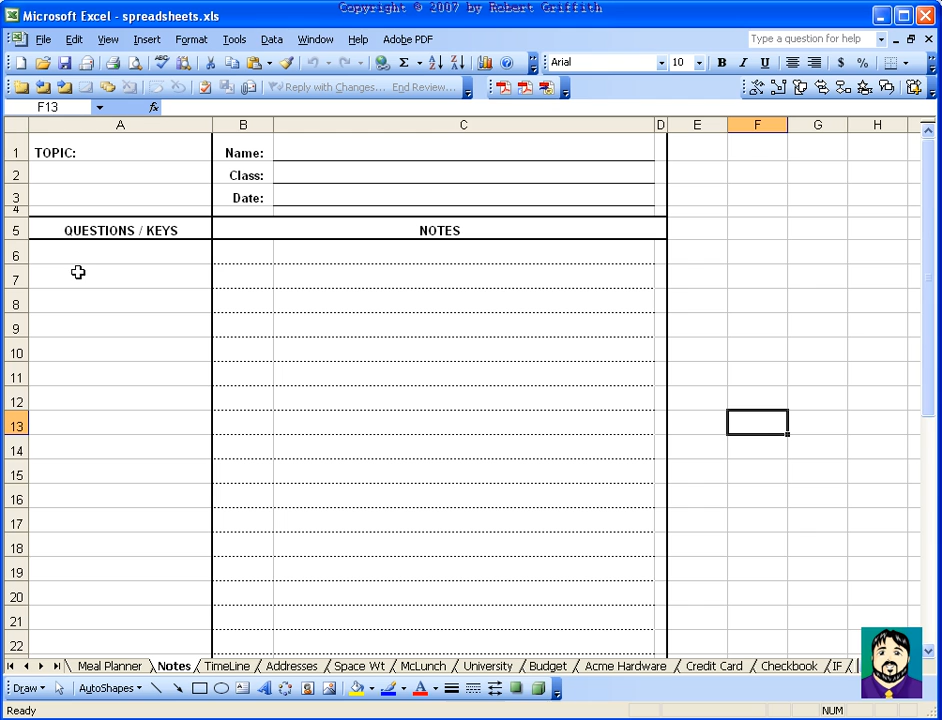 Copyright © 2007 by Robert Griffith
Microsoft Excel - spreadsheets.xls
File Edit View Insert Format Tools Data Window Help Adobe PDF
Type a question for help
Arial 10 B I U $ %
Reply with Changes... End Review...
F13 fx
A B C D E F G H
1 TOPIC: Name:
2 Class:
3 Date:
4
5 QUESTIONS / KEYS NOTES
6
7
8
9
10
11
12
13
14
15
16
17
18
19
20
21
22
Meal Planner Notes TimeLine Addresses Space Wt McLunch University Budget Acme Hardware Credit Card Checkbook IF
Draw AutoShapes A A
Ready NUM